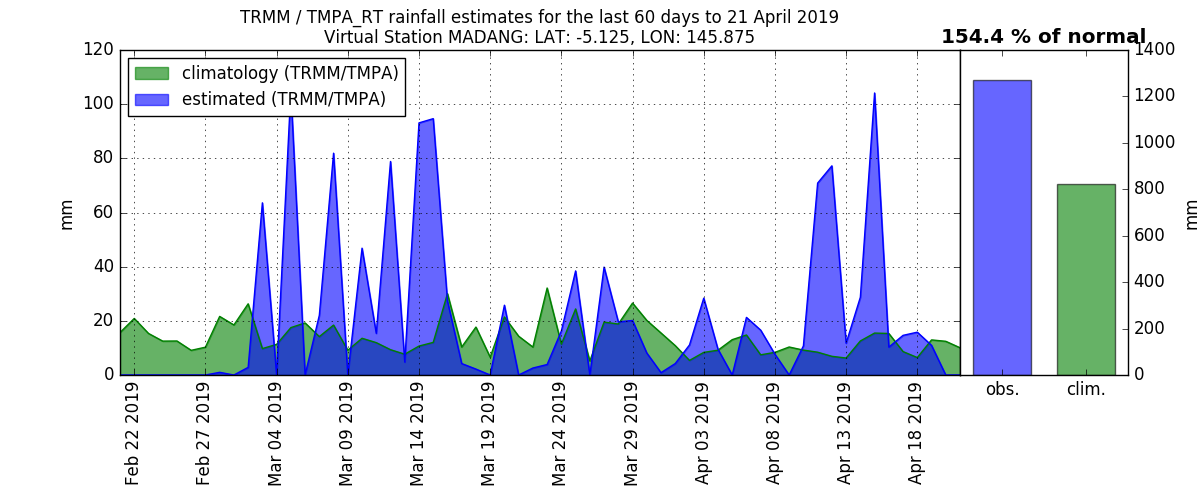 TRMM / TMPA_RT rainfall estimates for the last 60 days to 21 April 2019
Virtual Station MADANG: LAT: -5.125, LON: 145.875
154.4 % of normal
climatology (TRMM/TMPA)
estimated (TRMM/TMPA)
mm
120
100
80
60
40
20
0
Feb 22 2019
Feb 27 2019
Mar 04 2019
Mar 09 2019
Mar 14 2019
Mar 19 2019
Mar 24 2019
Mar 29 2019
Apr 03 2019
Apr 08 2019
Apr 13 2019
Apr 18 2019
obs.
clim.
1400
1200
1000
800
600
400
200
0
mm